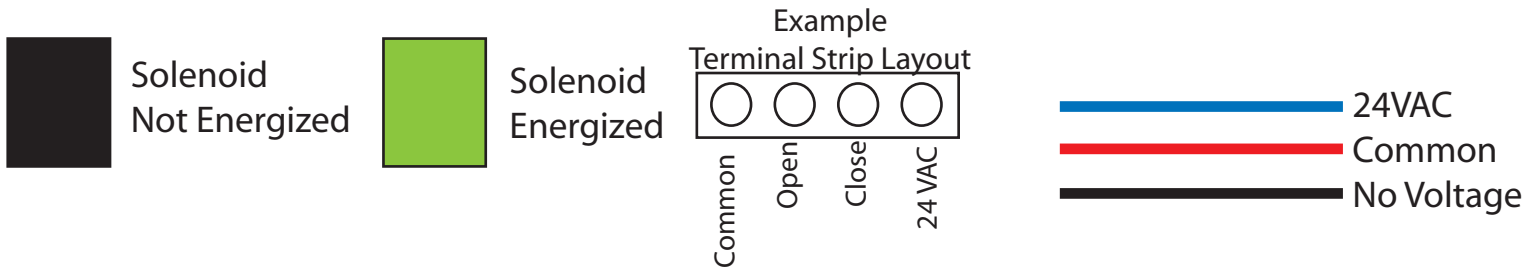 Solenoid
Not Energized
Solenoid
Energized
Example
Terminal Strip Layout
Common
Open
Close
24 VAC
24VAC
Common
No Voltage